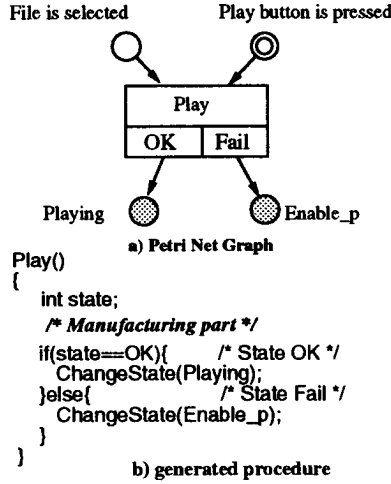 File is selected
Play button is pressed
Play
OK
Fail
Playing
Enable_p
a) Petri Net Graph
Play()
{
int state;
/* Manufacturing part */
if(state==OK){ /* State OK */
ChangeState(Playing);
}else{ /* State Fail */
ChangeState(Enable_p);
}
}
b) generated procedure